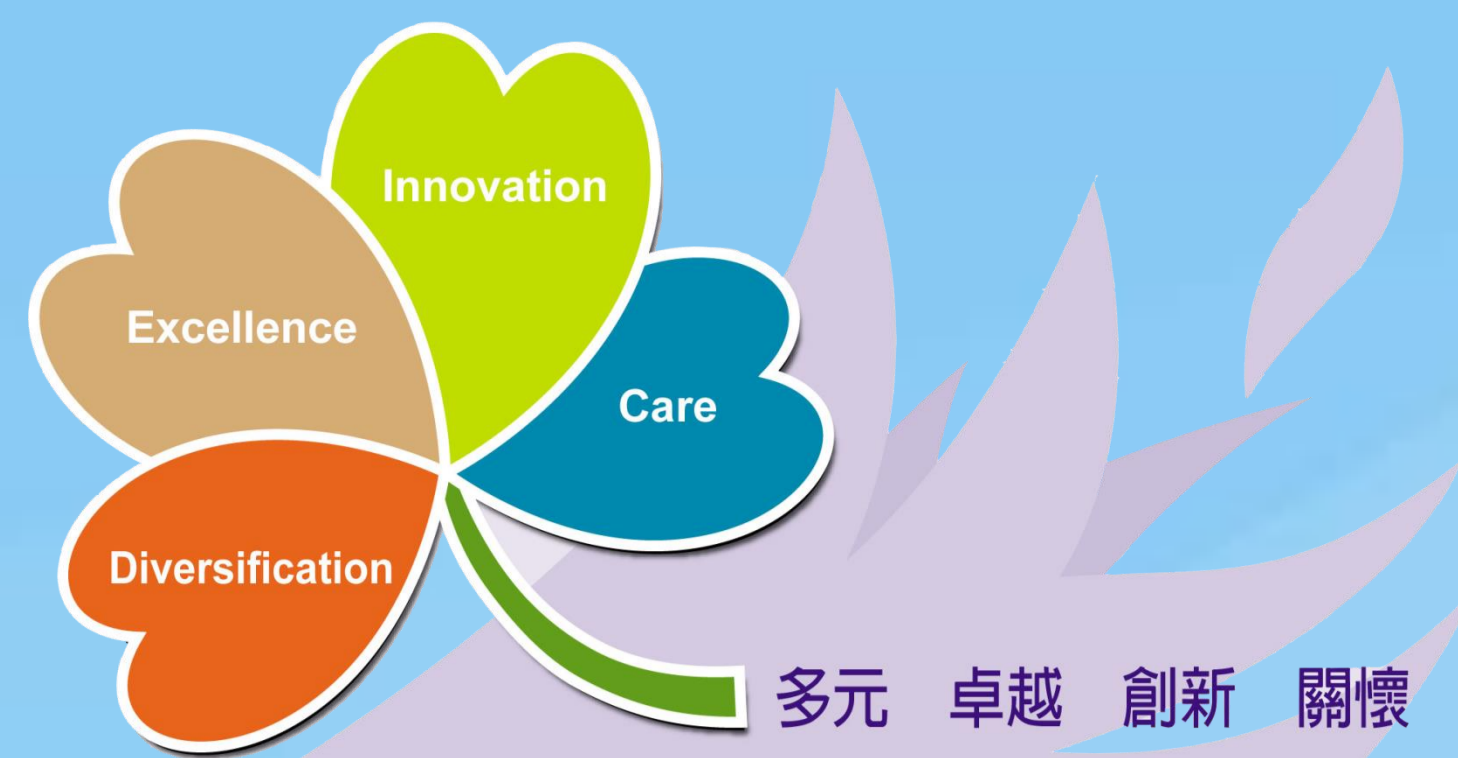 Innovation
Excellence
Care
Diversification
多元 卓越 創新 關懷